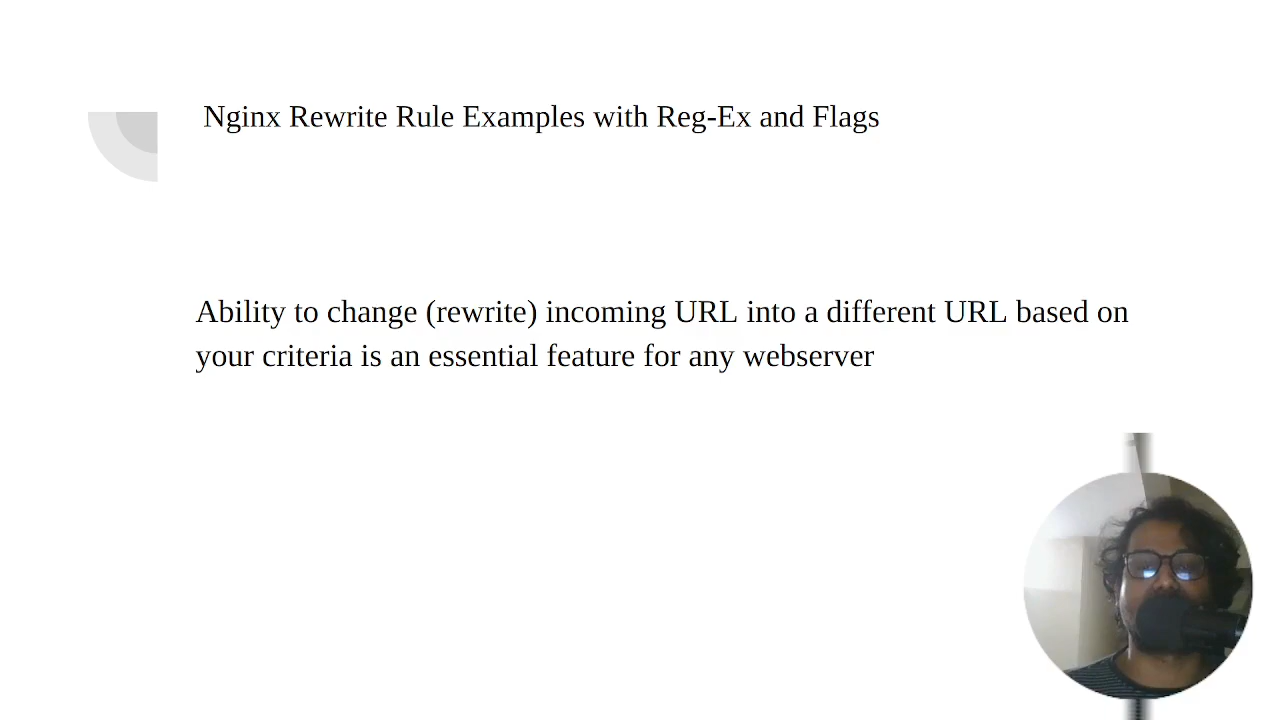 Nginx Rewrite Rule Examples with Reg-Ex and Flags
Ability to change (rewrite) incoming URL into a different URL based on
your criteria is an essential feature for any webserver